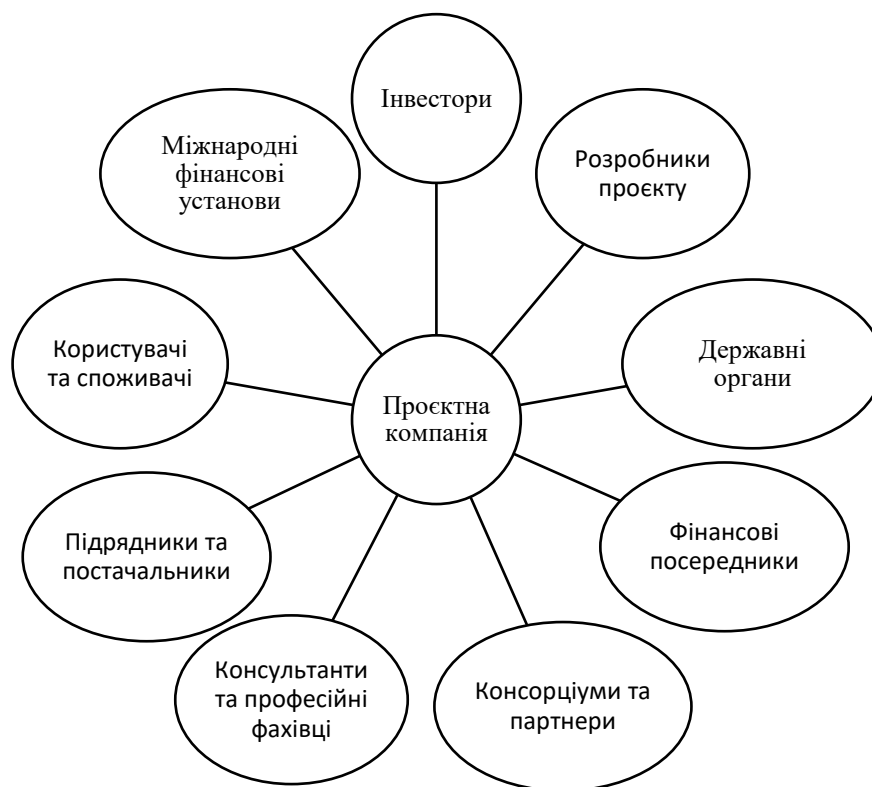 Інвестори
Розробники
проєкту
Державні
органи
Фінансові
посередники
Консорціуми та
партнери
Консультанти
та професійні
фахівці
Підрядники та
постачальники
Користувачі
та споживачі
Міжнародні
фінансові
установи
Проєктна
компанія